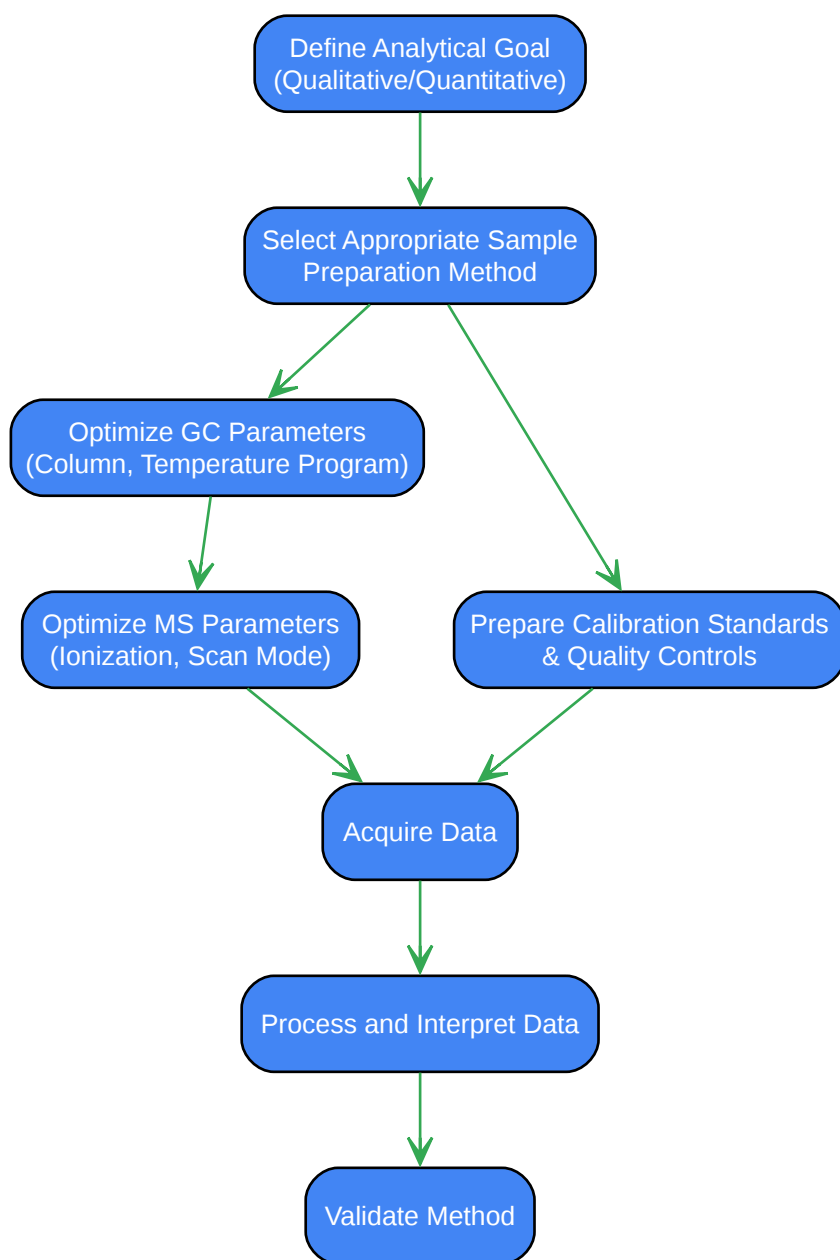 Define Analytical Goal
(Qualitative/Quantitative)
Select Appropriate Sample
Preparation Method
Optimize GC Parameters
(Column, Temperature Program)
Optimize MS Parameters
(Ionization, Scan Mode)
Prepare Calibration Standards
& Quality Controls
Acquire Data
Process and Interpret Data
Validate Method